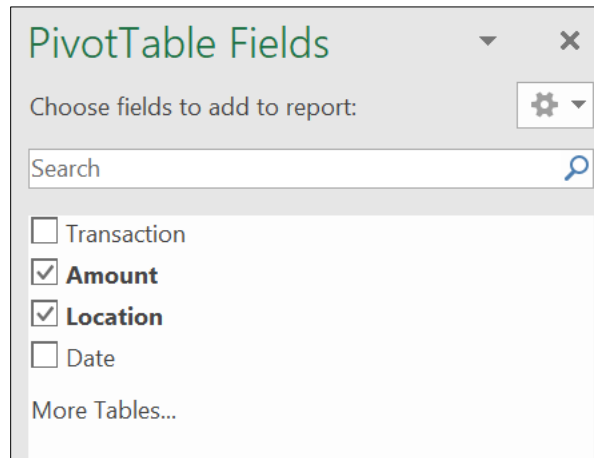 PivotTable Fields
Choose fields to add to report:
Search
Transaction
Amount
Location
Date
More Tables...